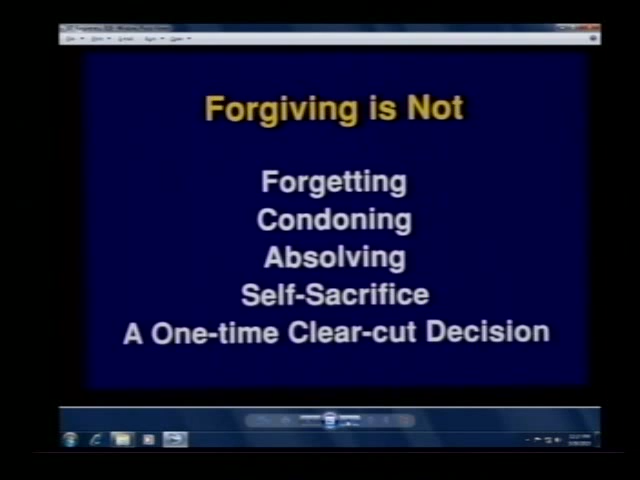 Forgiving is Not
Forgetting
Condoning
Absolving
Self-Sacrifice
A One-time Clear-cut Decision